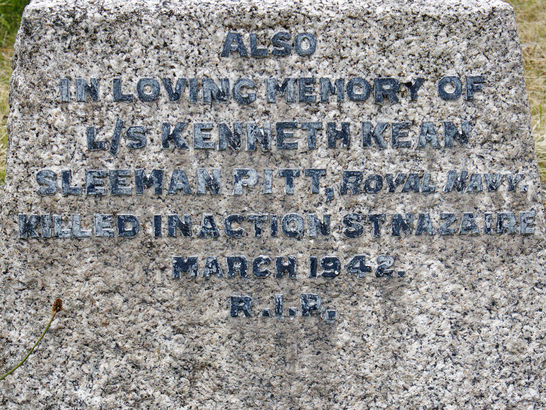 ALSO
IN LOVING MEMORY OF
L/S KENNETH KEAN
SLEEMAN PITT, ROYAL NAVY,
KILLED IN ACTION ST NAZAIRE
MARCH 1942.
R.I.P.